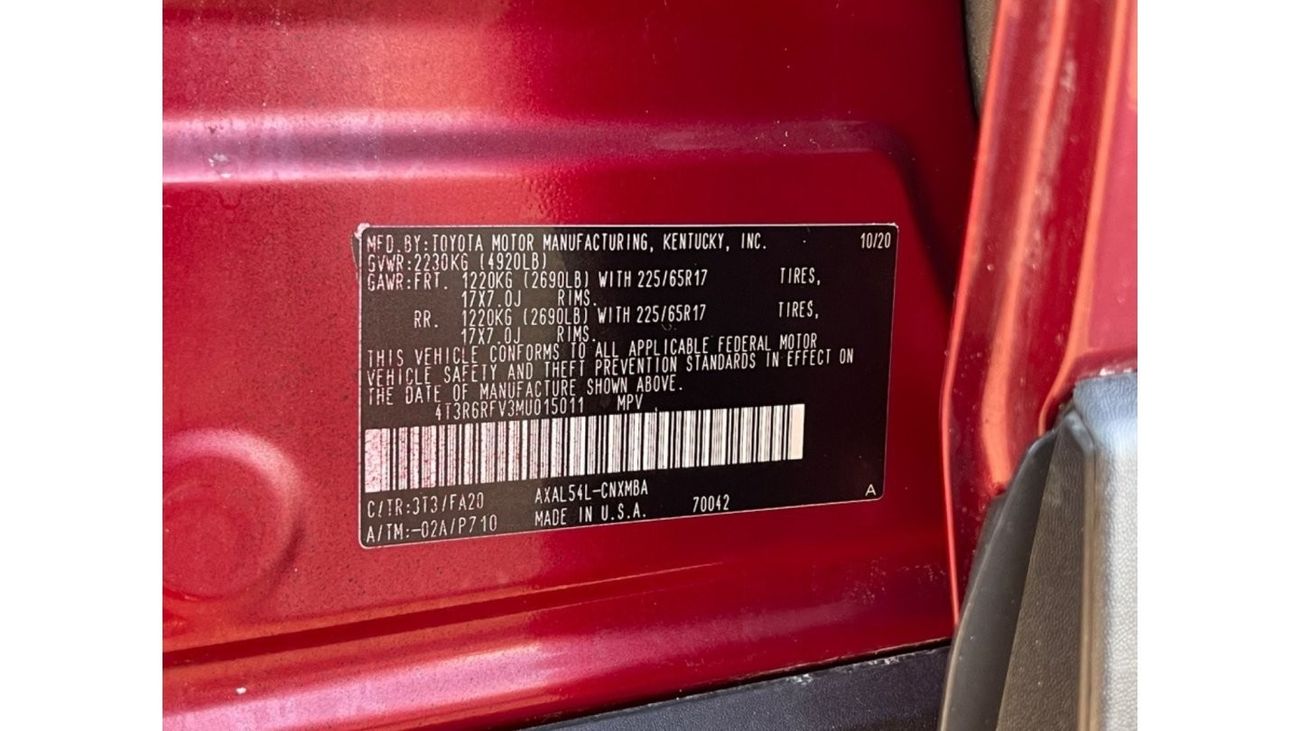 MFD.BY:TOYOTA MOTOR MANUFACTURING, KENTUCKY, INC. 10/20
GVWR:2230KG (4920LB)
GAWR:FRT. 1220KG (2690LB) WITH 225/65R17 TIRES,
17X7.0J RIMS.
RR. 1220KG (2690LB) WITH 225/65R17 TIRES,
17X7.0J RIMS.
THIS VEHICLE CONFORMS TO ALL APPLICABLE FEDERAL MOTOR
VEHICLE SAFETY AND THEFT PREVENTION STANDARDS IN EFFECT ON
THE DATE OF MANUFACTURE SHOWN ABOVE.
4T3R6RFV3MU015011 MPV
C/TR:3T3/FA20 AXAL54L-CNXMBA
A/TM:-02A/P710 MADE IN U.S.A. 70042 A